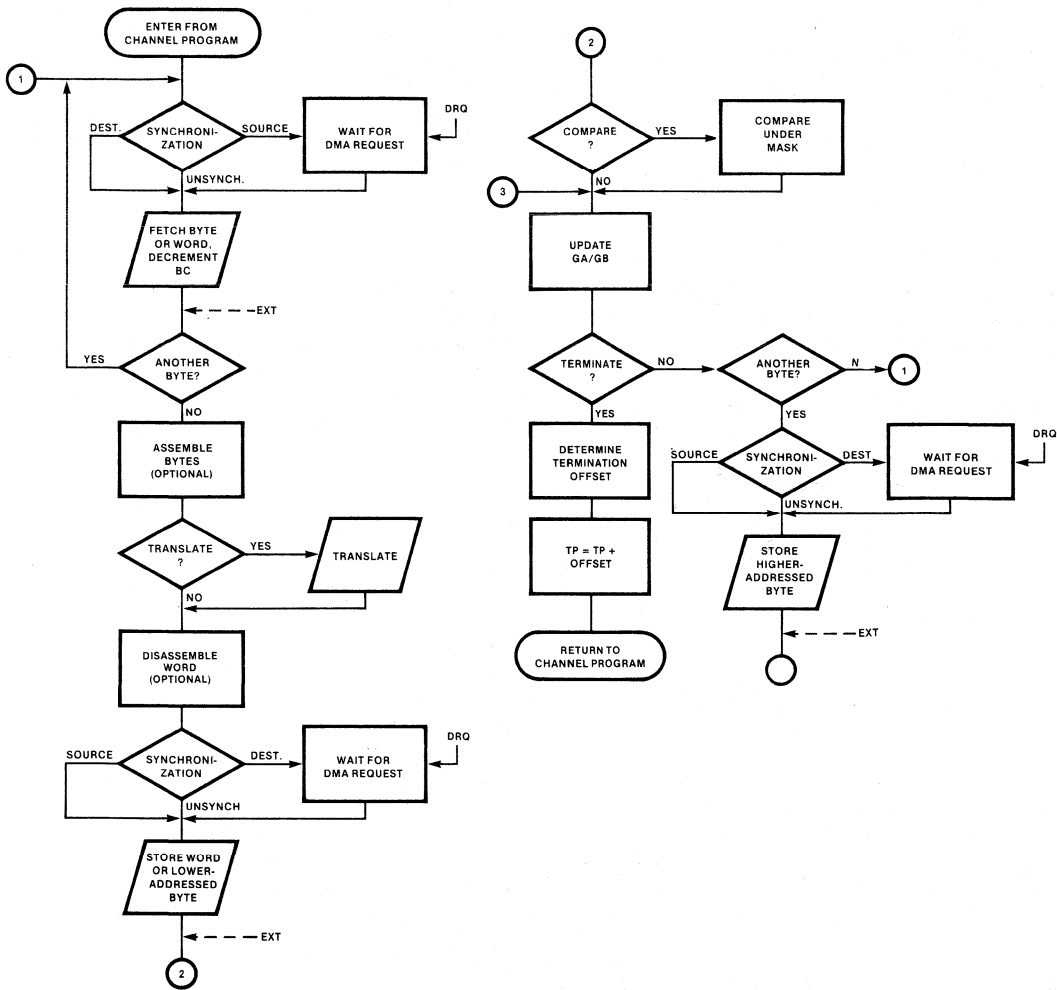 ENTER FROM
CHANNEL PROGRAM
1
DEST.
SYNCHRONI-
ZATION
SOURCE
WAIT FOR
DMA REQUEST
DRQ
UNSYNCH.
FETCH BYTE
OR WORD,
DECREMENT
BC
EXT
YES
ANOTHER
BYTE?
NO
ASSEMBLE
BYTES
(OPTIONAL)
TRANSLATE
?
YES
TRANSLATE
NO
DISASSEMBLE
WORD
(OPTIONAL)
SOURCE
SYNCHRONI-
ZATION
DEST.
WAIT FOR
DMA REQUEST
DRQ
UNSYNCH
STORE WORD
OR LOWER-
ADDRESSED
BYTE
EXT
2
2
COMPARE
?
YES
COMPARE
UNDER
MASK
NO
3
UPDATE
GA/GB
TERMINATE
?
NO
ANOTHER
BYTE?
N
1
YES
DETERMINE
TERMINATION
OFFSET
TP = TP +
OFFSET
RETURN TO
CHANNEL PROGRAM
YES
SOURCE
SYNCHRONI-
ZATION
DEST
WAIT FOR
DMA REQUEST
DRQ
UNSYNCH.
STORE
HIGHER-
ADDRESSED
BYTE
EXT